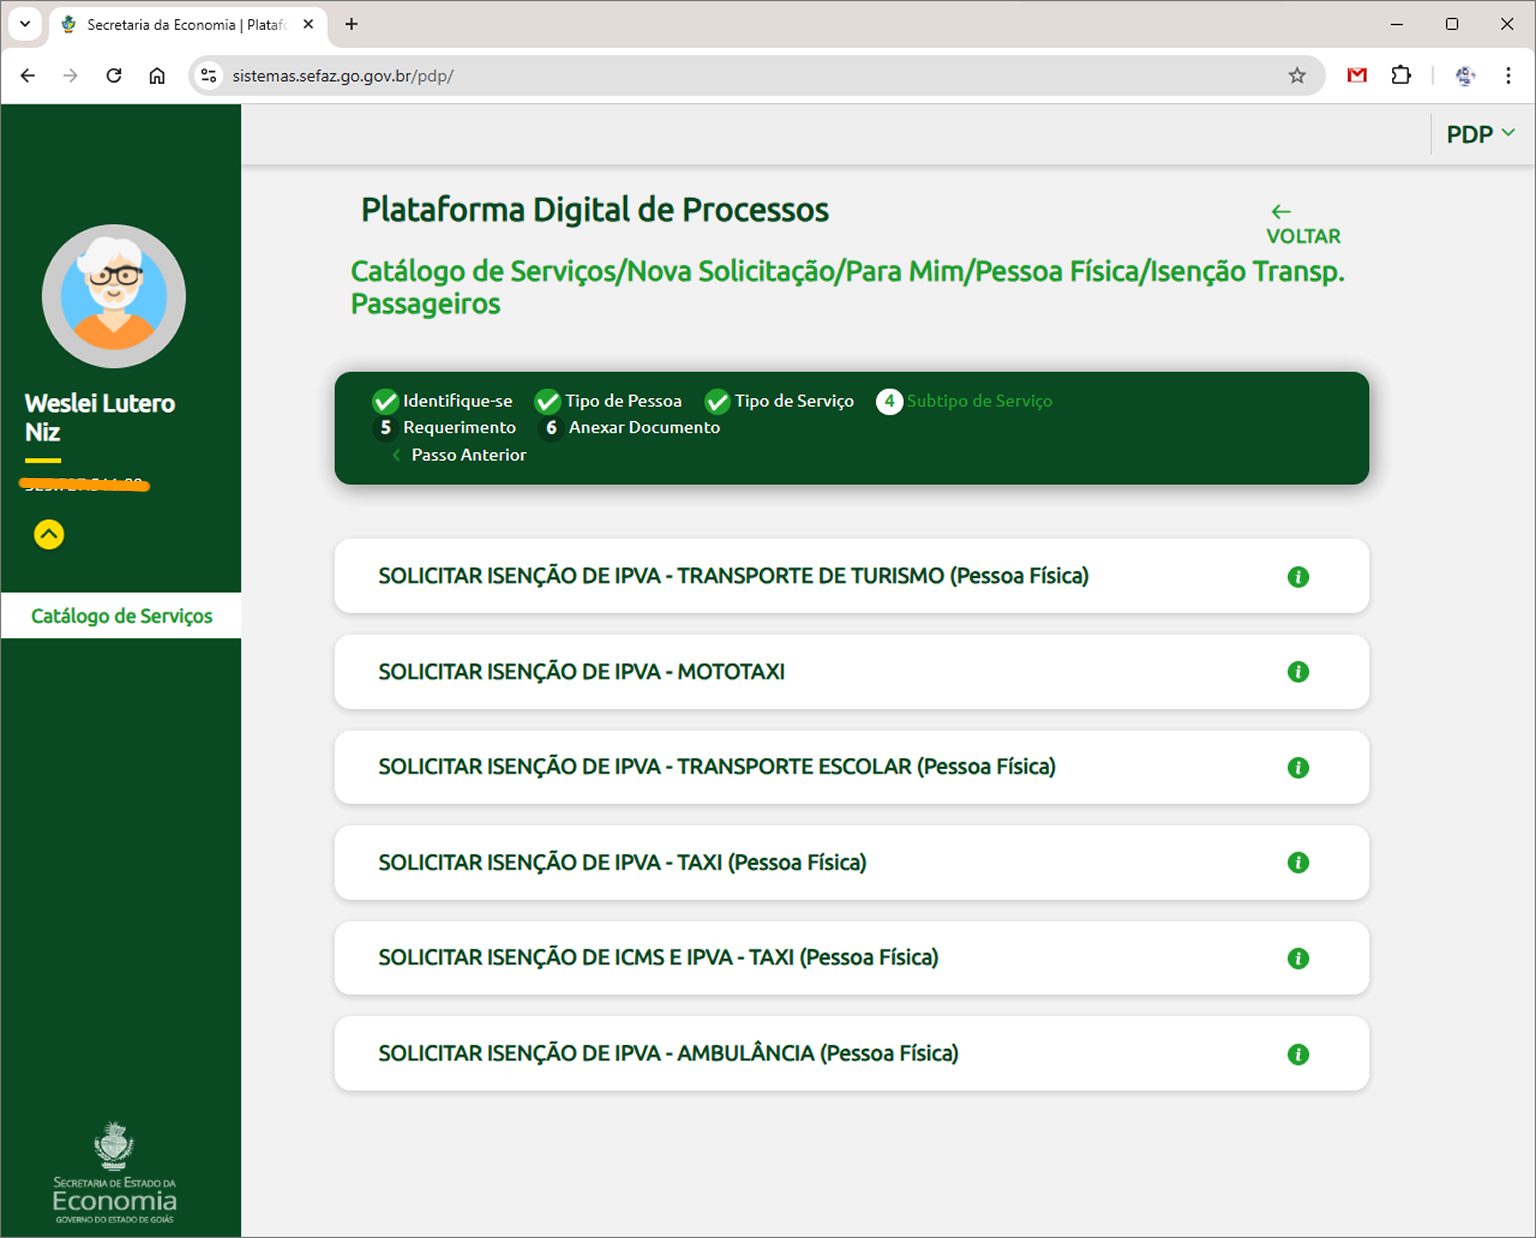 Secretaria da Economia | Plataf
sistemas.sefaz.go.gov.br/pdp/
PDP
Plataforma Digital de Processos
VOLTAR
Catálogo de Serviços/Nova Solicitação/Para Mim/Pessoa Física/Isenção Transp.
Passageiros
Weslei Lutero
Niz
Catálogo de Serviços
Identifique-se Tipo de Pessoa Tipo de Serviço 4 Subtipo de Serviço
5 Requerimento 6 Anexar Documento
Passo Anterior
SOLICITAR ISENÇÃO DE IPVA - TRANSPORTE DE TURISMO (Pessoa Física)
SOLICITAR ISENÇÃO DE IPVA - MOTOTAXI
SOLICITAR ISENÇÃO DE IPVA - TRANSPORTE ESCOLAR (Pessoa Física)
SOLICITAR ISENÇÃO DE IPVA - TAXI (Pessoa Física)
SOLICITAR ISENÇÃO DE ICMS E IPVA - TAXI (Pessoa Física)
SOLICITAR ISENÇÃO DE IPVA - AMBULÂNCIA (Pessoa Física)
SECRETARIA DE ESTADO DA
Economia
GOVERNO DO ESTADO DE GOIÁS